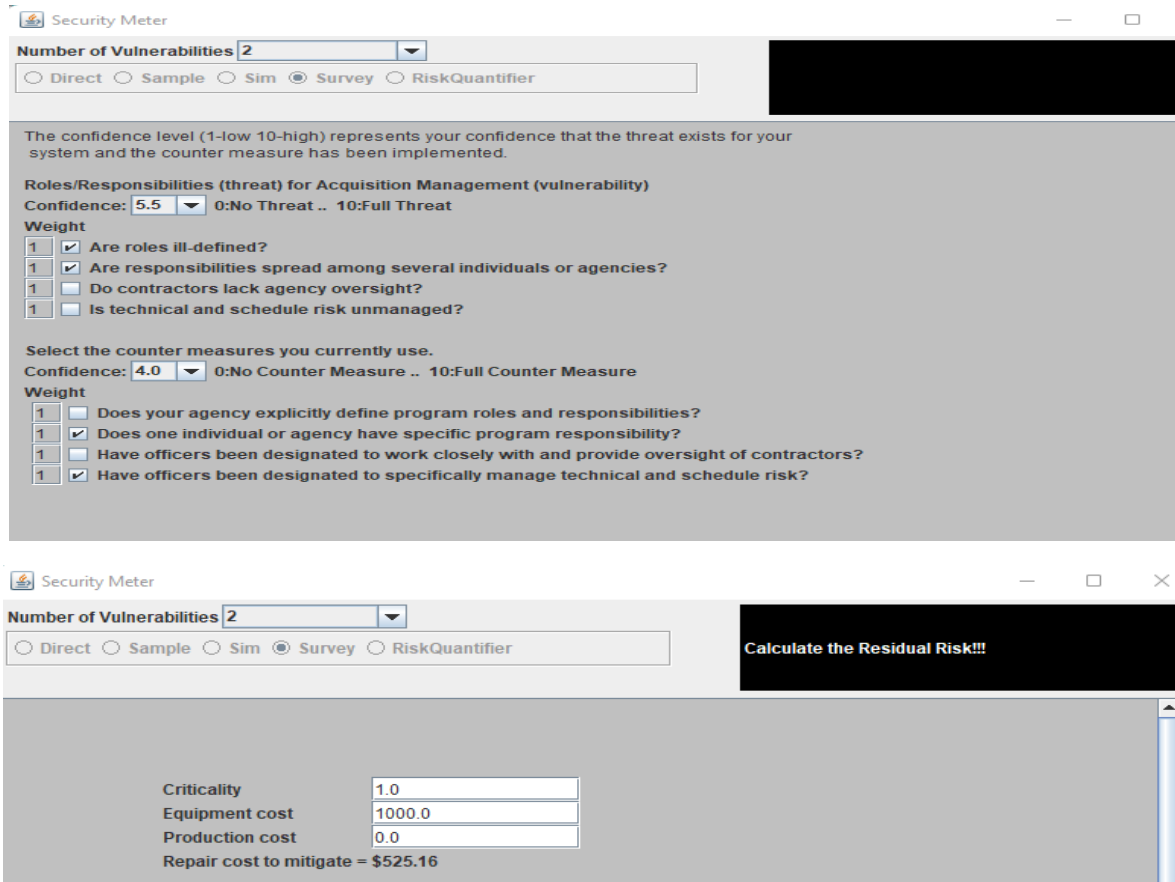 Security Meter
Number of Vulnerabilities 2
Direct Sample Sim Survey RiskQuantifier
The confidence level (1-low 10-high) represents your confidence that the threat exists for your
system and the counter measure has been implemented.
Roles/Responsibilities (threat) for Acquisition Management (vulnerability)
Confidence: 5.5 0:No Threat .. 10:Full Threat
Weight
1 Are roles ill-defined?
1 Are responsibilities spread among several individuals or agencies?
1 Do contractors lack agency oversight?
1 Is technical and schedule risk unmanaged?
Select the counter measures you currently use.
Confidence: 4.0 0:No Counter Measure .. 10:Full Counter Measure
Weight
1 Does your agency explicitly define program roles and responsibilities?
1 Does one individual or agency have specific program responsibility?
1 Have officers been designated to work closely with and provide oversight of contractors?
1 Have officers been designated to specifically manage technical and schedule risk?
Security Meter
Number of Vulnerabilities 2
Direct Sample Sim Survey RiskQuantifier
Calculate the Residual Risk!!!
Criticality 1.0
Equipment cost 1000.0
Production cost 0.0
Repair cost to mitigate = $525.16